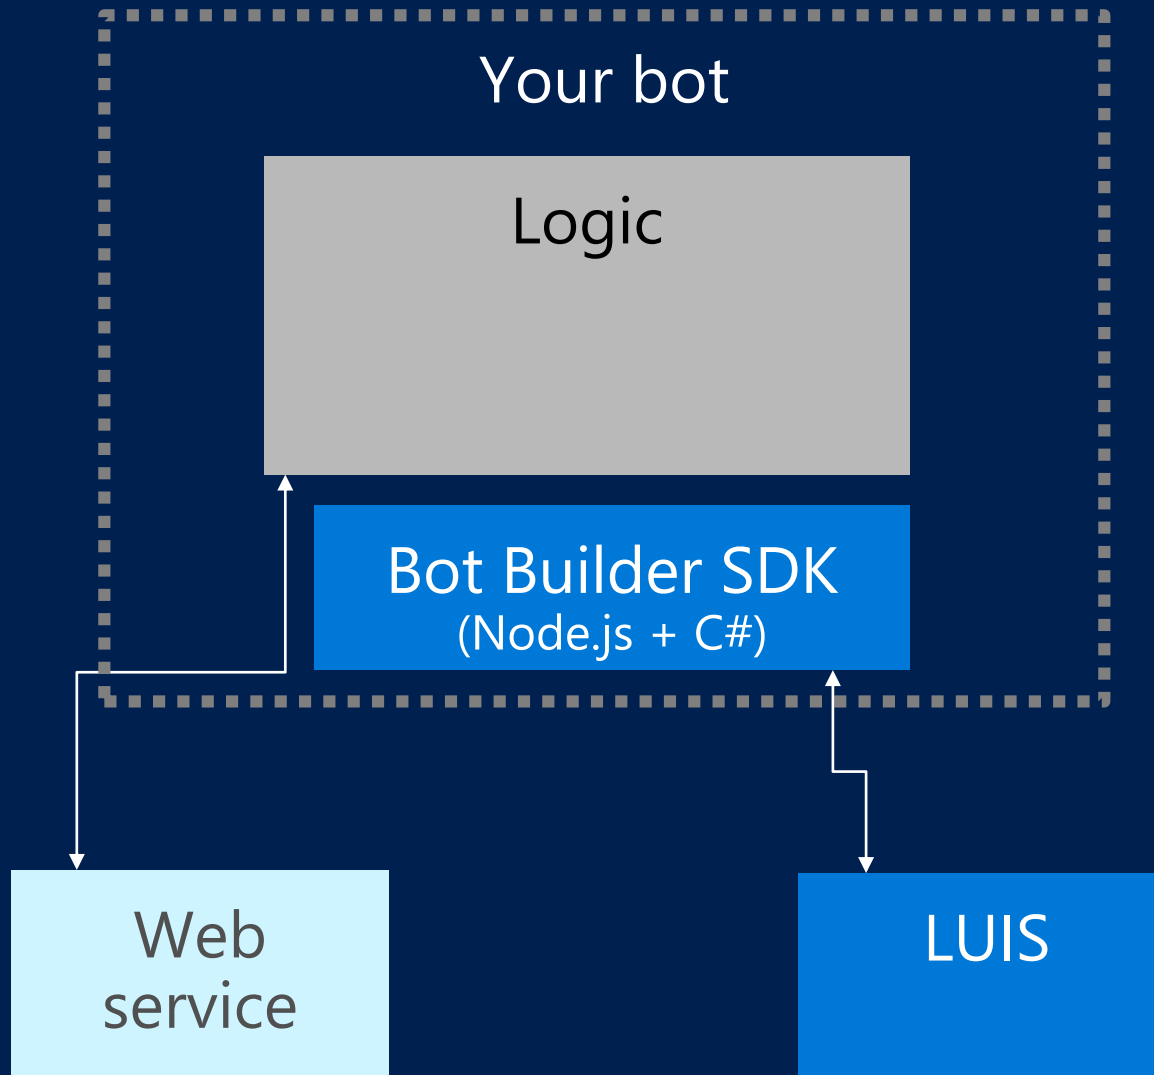 Your bot
Logic
Bot Builder SDK
(Node.js + C#)
Web
service
LUIS